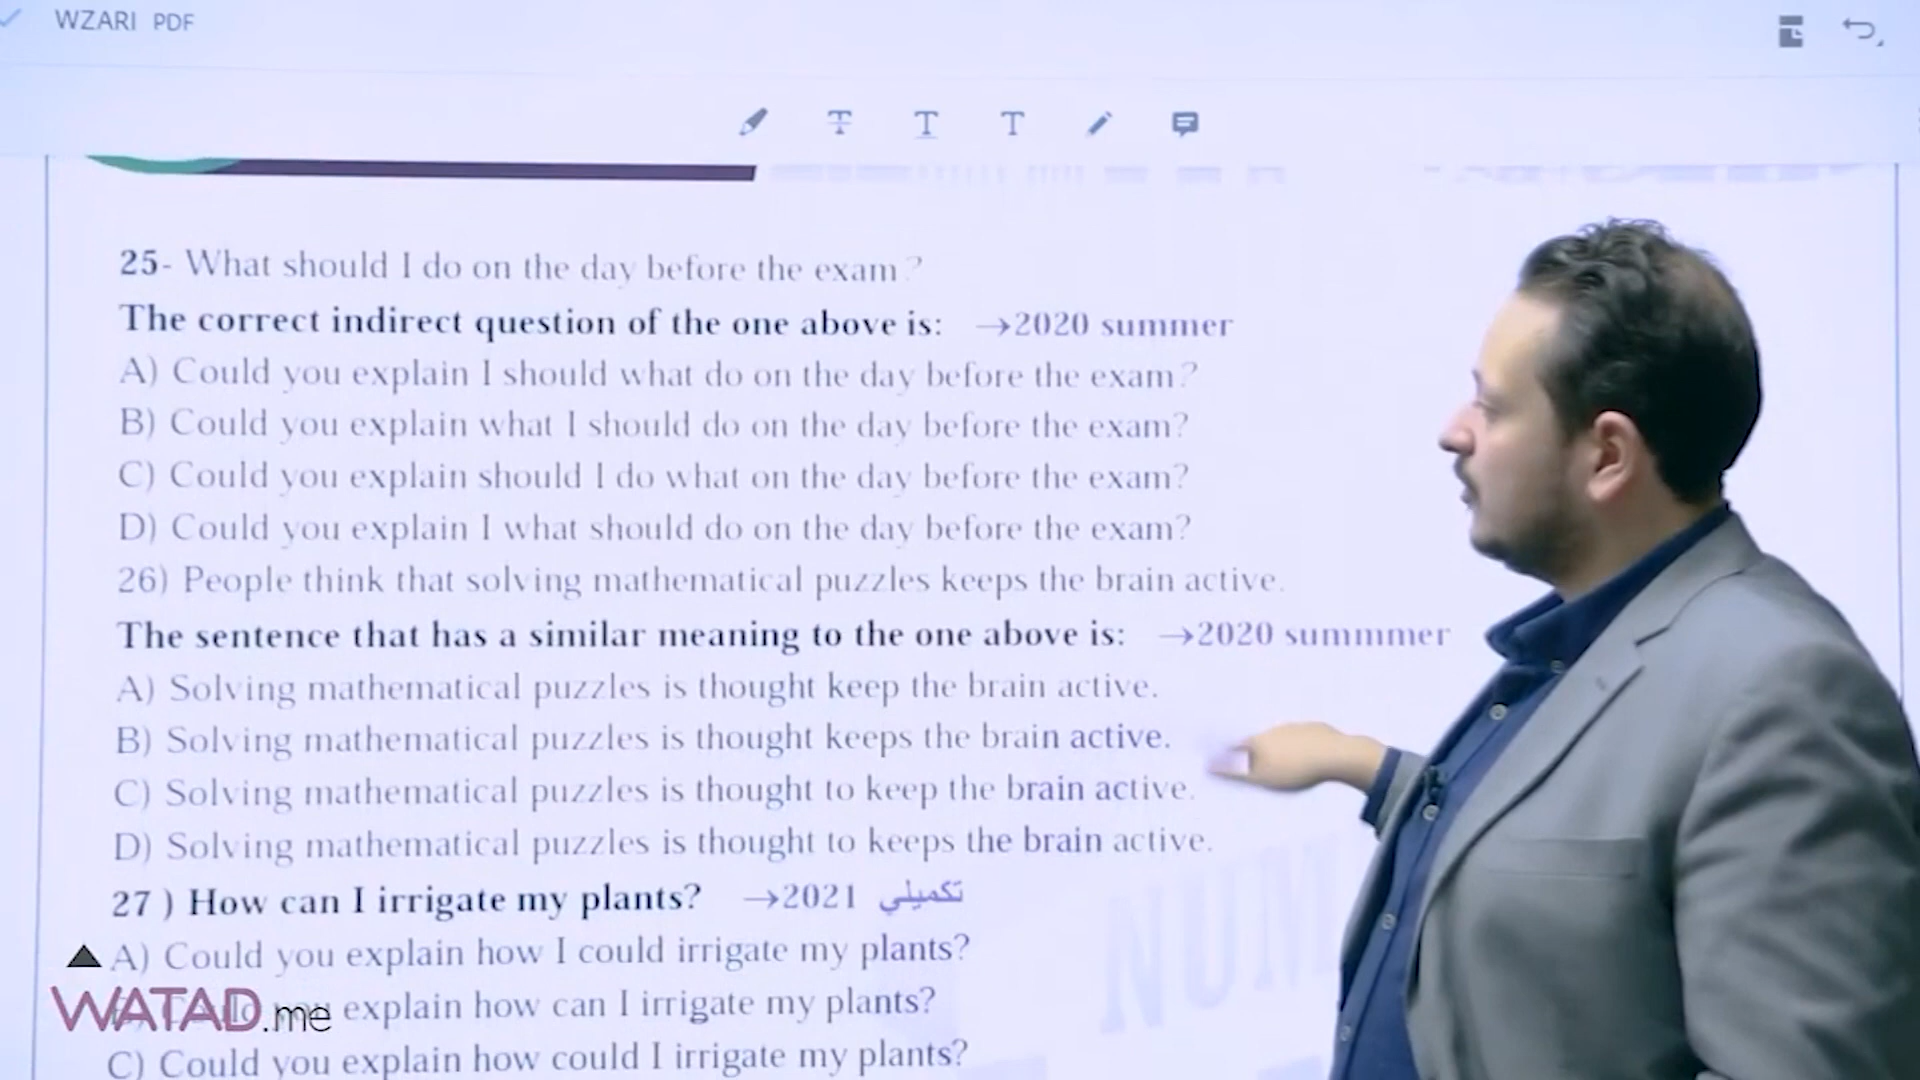 WZARI PDF
25- What should I do on the day before the exam?
The correct indirect question of the one above is: →2020 summer
A) Could you explain I should what do on the day before the exam?
B) Could you explain what I should do on the day before the exam?
C) Could you explain should I do what on the day before the exam?
D) Could you explain I what should do on the day before the exam?
26) People think that solving mathematical puzzles keeps the brain active.
The sentence that has a similar meaning to the one above is: →2020 summmer
A) Solving mathematical puzzles is thought keep the brain active.
B) Solving mathematical puzzles is thought keeps the brain active.
C) Solving mathematical puzzles is thought to keep the brain active.
D) Solving mathematical puzzles is thought to keeps the brain active.
27 ) How can I irrigate my plants? →2021 تكميلي
A) Could you explain how I could irrigate my plants?
explain how can I irrigate my plants?
C) Could you explain how could I irrigate my plants?
WATAD.me
NUM